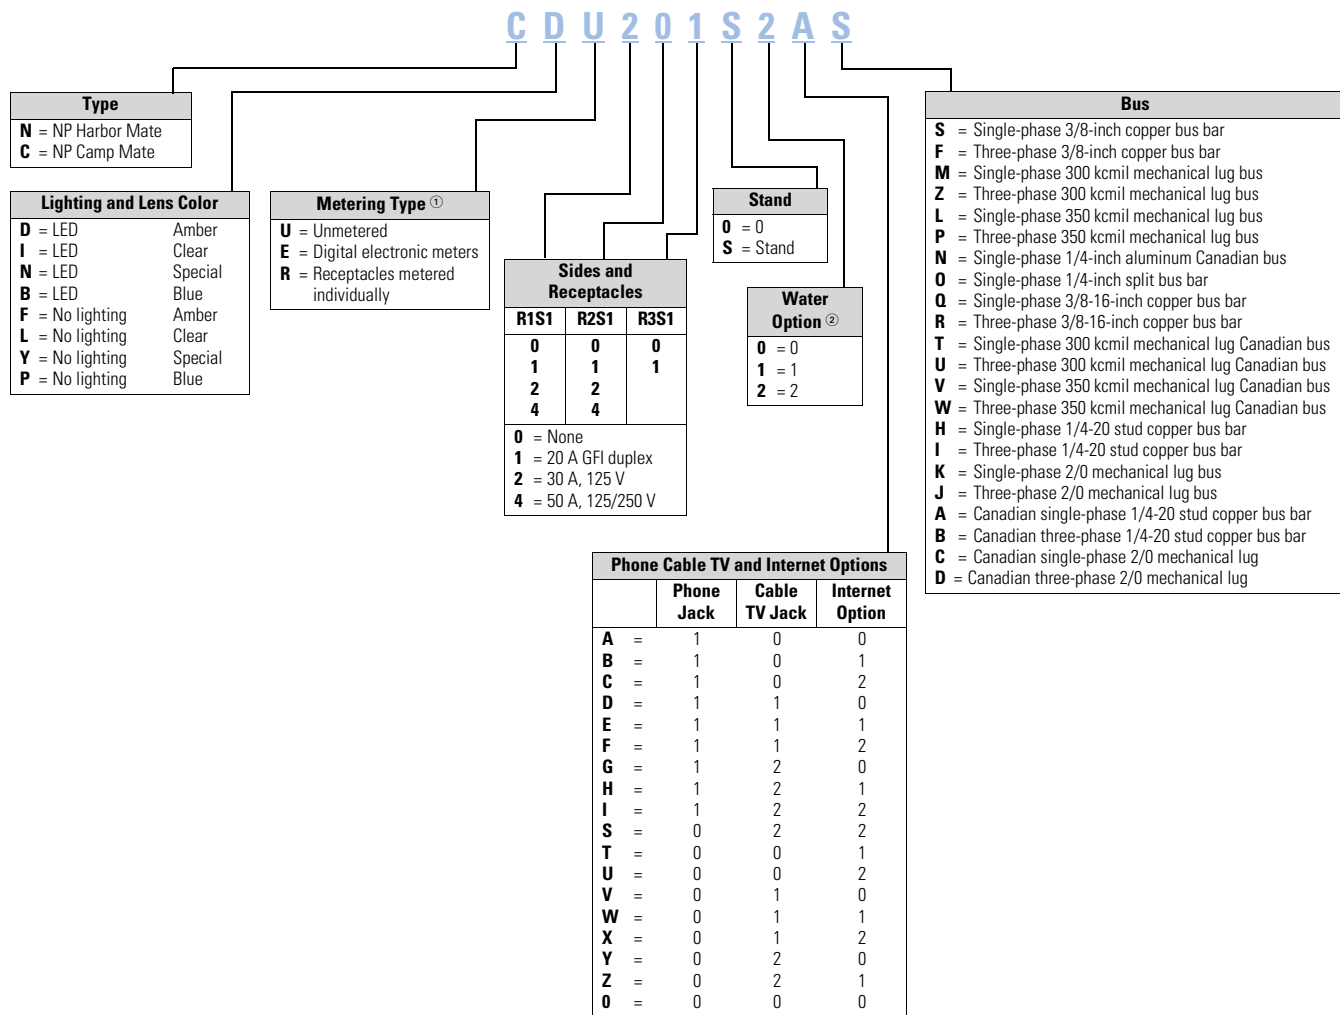 C D U 2 0 1 S 2 A S
Type
N = NP Harbor Mate
C = NP Camp Mate
Lighting and Lens Color
D = LED Amber
I = LED Clear
N = LED Special
B = LED Blue
F = No lighting Amber
L = No lighting Clear
Y = No lighting Special
P = No lighting Blue
Metering Type ①
U = Unmetered
E = Digital electronic meters
R = Receptacles metered
individually
Sides and
Receptacles
R1S1 R2S1 R3S1
0 0 0
1 1 1
2 2
4 4
0 = None
1 = 20 A GFI duplex
2 = 30 A, 125 V
4 = 50 A, 125/250 V
Stand
0 = 0
S = Stand
Water
Option ②
0 = 0
1 = 1
2 = 2
Phone Cable TV and Internet Options
Phone Cable Internet
Jack TV Jack Option
A = 1 0 0
B = 1 0 1
C = 1 0 2
D = 1 1 0
E = 1 1 1
F = 1 1 2
G = 1 2 0
H = 1 2 1
I = 1 2 2
S = 0 2 2
T = 0 0 1
U = 0 0 2
V = 0 1 0
W = 0 1 1
X = 0 1 2
Y = 0 2 0
Z = 0 2 1
0 = 0 0 0
Bus
S = Single-phase 3/8-inch copper bus bar
F = Three-phase 3/8-inch copper bus bar
M = Single-phase 300 kcmil mechanical lug bus
Z = Three-phase 300 kcmil mechanical lug bus
L = Single-phase 350 kcmil mechanical lug bus
P = Three-phase 350 kcmil mechanical lug bus
N = Single-phase 1/4-inch aluminum Canadian bus
O = Single-phase 1/4-inch split bus bar
Q = Single-phase 3/8-16-inch copper bus bar
R = Three-phase 3/8-16-inch copper bus bar
T = Single-phase 300 kcmil mechanical lug Canadian bus
U = Three-phase 300 kcmil mechanical lug Canadian bus
V = Single-phase 350 kcmil mechanical lug Canadian bus
W = Three-phase 350 kcmil mechanical lug Canadian bus
H = Single-phase 1/4-20 stud copper bus bar
I = Three-phase 1/4-20 stud copper bus bar
K = Single-phase 2/0 mechanical lug bus
J = Three-phase 2/0 mechanical lug bus
A = Canadian single-phase 1/4-20 stud copper bus bar
B = Canadian three-phase 1/4-20 stud copper bus bar
C = Canadian single-phase 2/0 mechanical lug
D = Canadian three-phase 2/0 mechanical lug